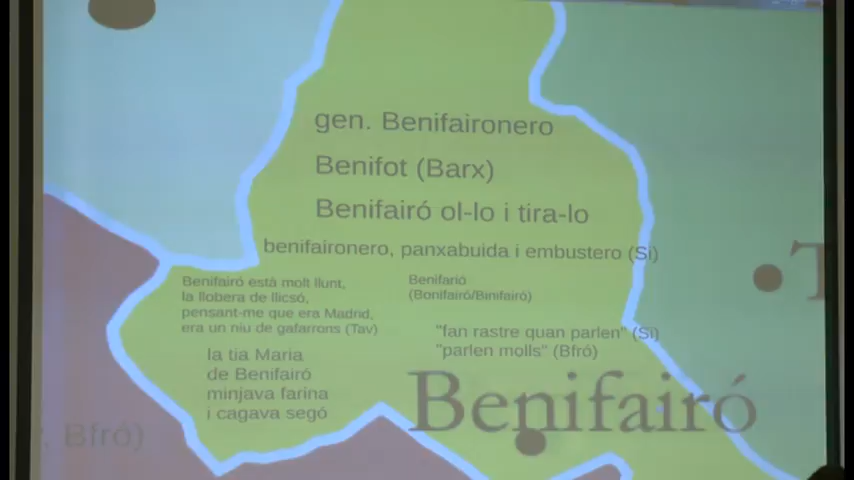 gen. Benifaironero
Benifot (Barx)
Benifairó ol-lo i tira-lo
benifaironero, panxabuida i embustero (Si)
Benifairó està molt llunt,
la llobera de llicsó,
pensant-me que era Madrid,
era un niu de gafarrons (Tav)
Benifarió
(Bonifairó/Binifairó)
"fan rastre quan parlen" (Si)
"parlen molls" (Bfró)
la tia Maria
de Benifairó
minjava farina
i cagava segó
Benifairó
T
, Bfró)